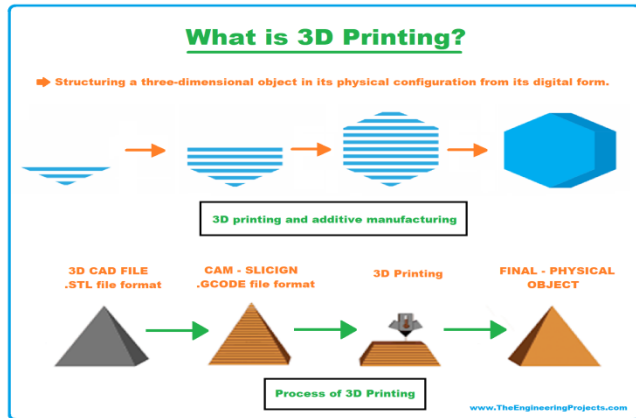 What is 3D Printing?
Structuring a three-dimensional object in its physical configuration from its digital form.
3D printing and additive manufacturing
3D CAD FILE
.STL file format
CAM - SLICIGN
.GCODE file format
3D Printing
FINAL - PHYSICAL
OBJECT
Process of 3D Printing
www.TheEngineeringProjects.com